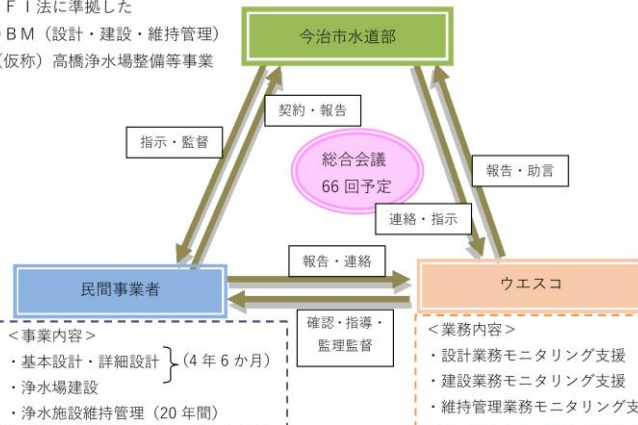 ＦＩ法に準拠した
ＢＭ（設計・建設・維持管理）
（仮称）高橋浄水場整備等事業
今治市水道部
契約・報告
指示・監督
総合会議
66 回予定
報告・助言
連絡・指示
報告・連絡
民間事業者
ウエスコ
確認・指導・
監理監督
＜事業内容＞
・基本設計・詳細設計 (4 年 6 か月)
・浄水場建設
・浄水施設維持管理（20 年間）
＜業務内容＞
・設計業務モニタリング支援
・建設業務モニタリング支援
・維持管理業務モニタリング支